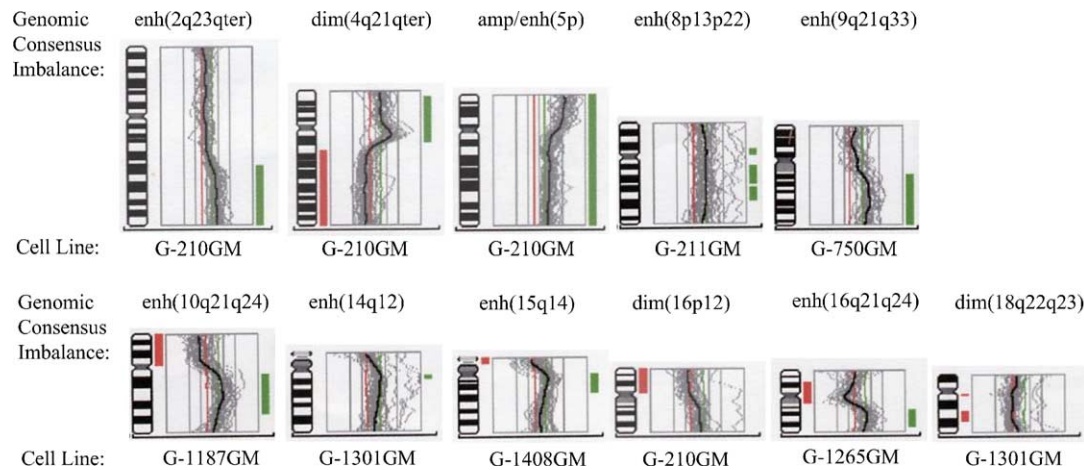 Genomic Consensus Imbalance: enh(2q23qter) dim(4q21qter) amp/enh(5p) enh(8p13p22) enh(9q21q33)
Cell Line: G-210GM G-210GM G-210GM G-211GM G-750GM
Genomic Consensus Imbalance: enh(10q21q24) enh(14q12) enh(15q14) dim(16p12) enh(16q21q24) dim(18q22q23)
Cell Line: G-1187GM G-1301GM G-1408GM G-210GM G-1265GM G-1301GM